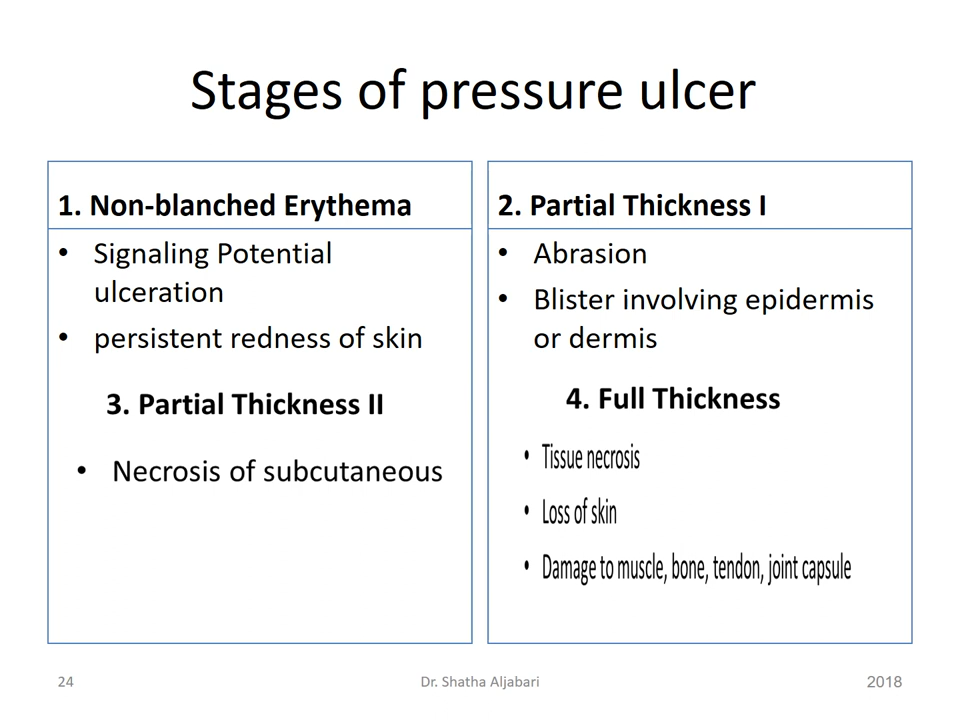 Stages of pressure ulcer
1. Non-blanched Erythema
• Signaling Potential
ulceration
• persistent redness of skin
3. Partial Thickness II
• Necrosis of subcutaneous
2. Partial Thickness I
• Abrasion
• Blister involving epidermis
or dermis
4. Full Thickness
• Tissue necrosis
• Loss of skin
• Damage to muscle, bone, tendon, joint capsule
24
Dr. Shatha Aljabari
2018